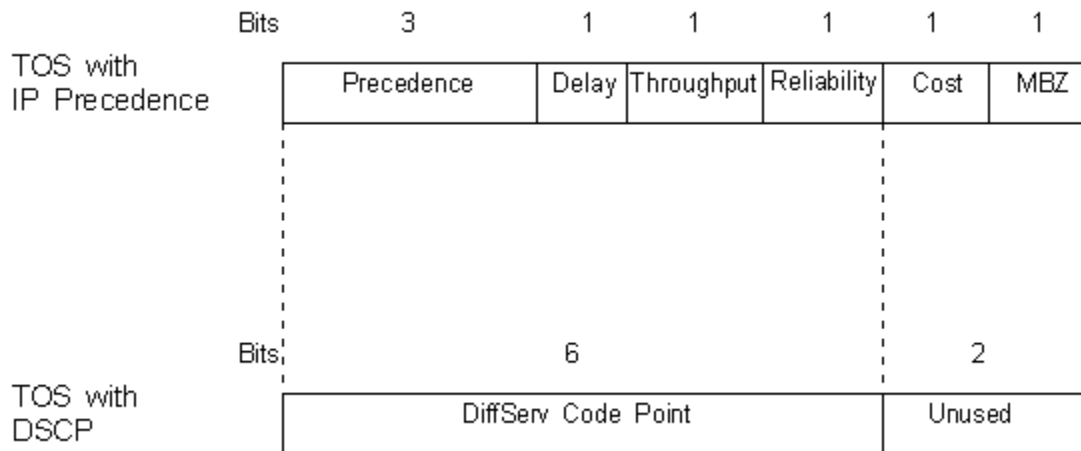 Bits 3 1 1 1 1 1
TOS with
IP Precedence
Precedence Delay Throughput Reliability Cost MBZ
Bits 6 2
TOS with
DSCP
DiffServ Code Point Unused